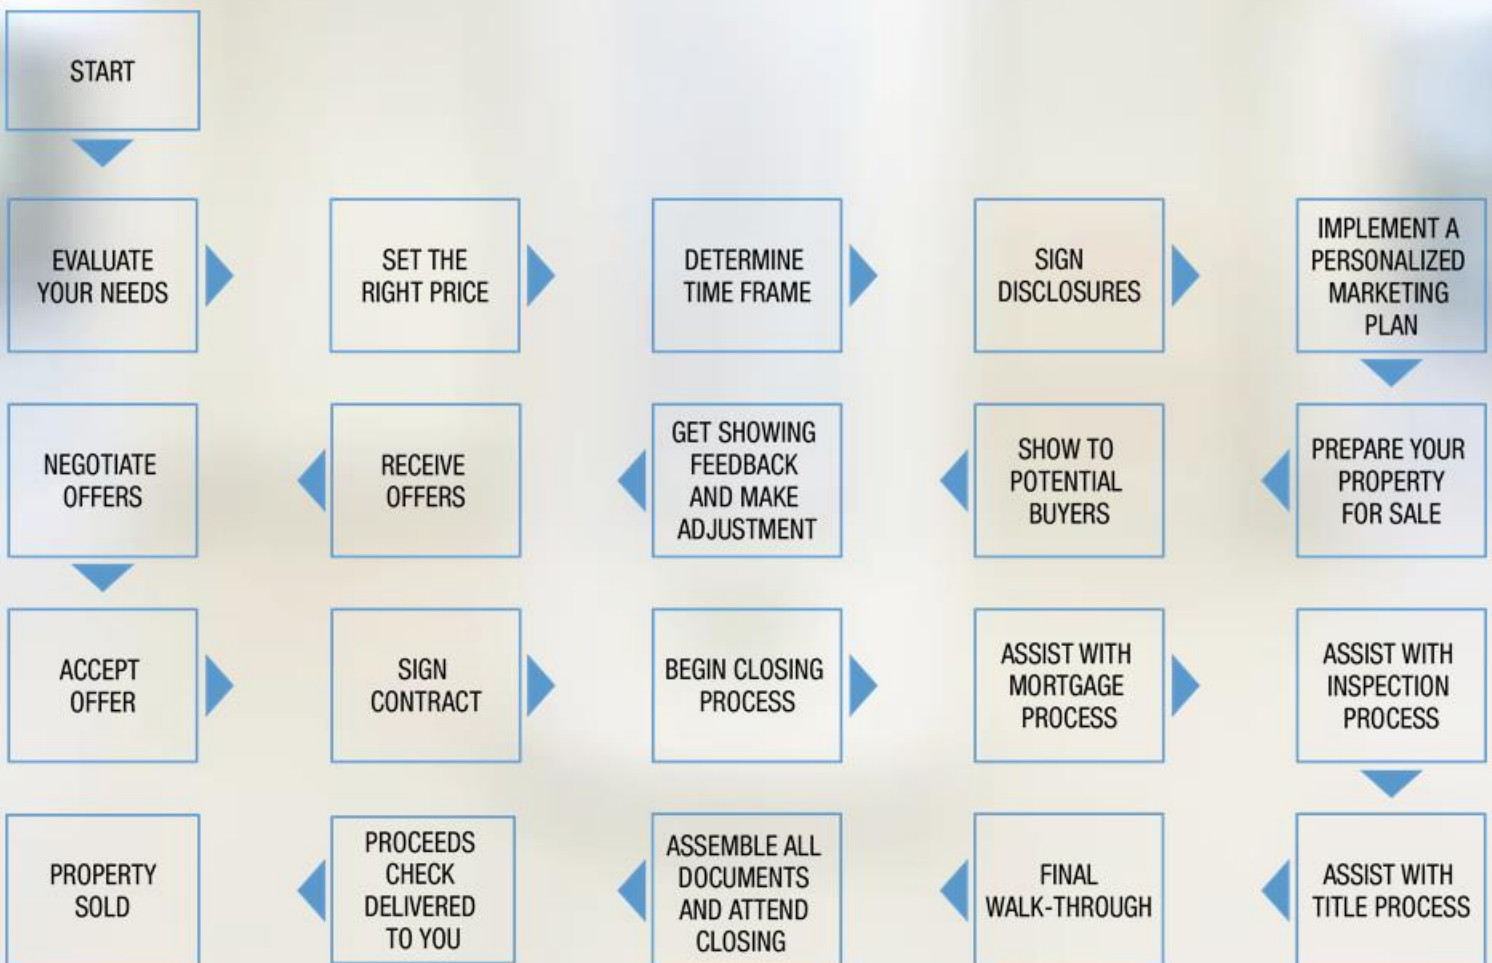 START
EVALUATE
YOUR NEEDS
SET THE
RIGHT PRICE
DETERMINE
TIME FRAME
SIGN
DISCLOSURES
IMPLEMENT A
PERSONALIZED
MARKETING
PLAN
PREPARE YOUR
PROPERTY
FOR SALE
SHOW TO
POTENTIAL
BUYERS
GET SHOWING
FEEDBACK
AND MAKE
ADJUSTMENT
RECEIVE
OFFERS
NEGOTIATE
OFFERS
ACCEPT
OFFER
SIGN
CONTRACT
BEGIN CLOSING
PROCESS
ASSIST WITH
MORTGAGE
PROCESS
ASSIST WITH
INSPECTION
PROCESS
ASSIST WITH
TITLE PROCESS
FINAL
WALK-THROUGH
ASSEMBLE ALL
DOCUMENTS
AND ATTEND
CLOSING
PROCEEDS
CHECK
DELIVERED
TO YOU
PROPERTY
SOLD